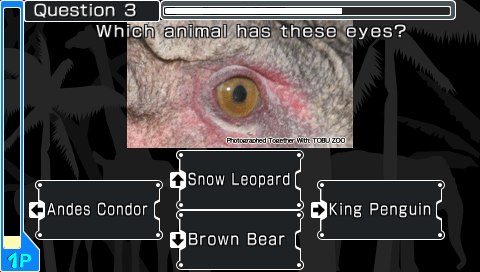 Question 3
Which animal has these eyes?
Photographed Together With TOBU ZOO
Snow Leopard
Andes Condor
King Penguin
Brown Bear
1P